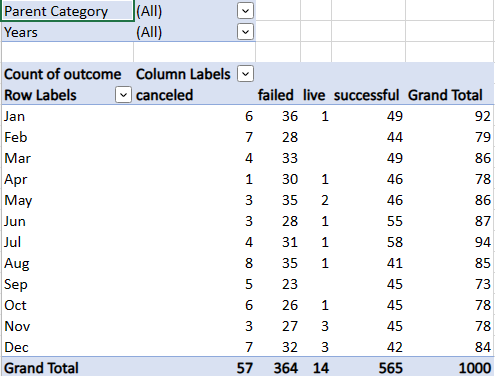 Parent Category (All)
Years (All)
Count of outcome Column Labels
Row Labels canceled failed live successful Grand Total
Jan 6 36 1 49 92
Feb 7 28 44 79
Mar 4 33 49 86
Apr 1 30 1 46 78
May 3 35 2 46 86
Jun 3 28 1 55 87
Jul 4 31 1 58 94
Aug 8 35 1 41 85
Sep 5 23 45 73
Oct 6 26 1 45 78
Nov 3 27 3 45 78
Dec 7 32 3 42 84
Grand Total 57 364 14 565 1000